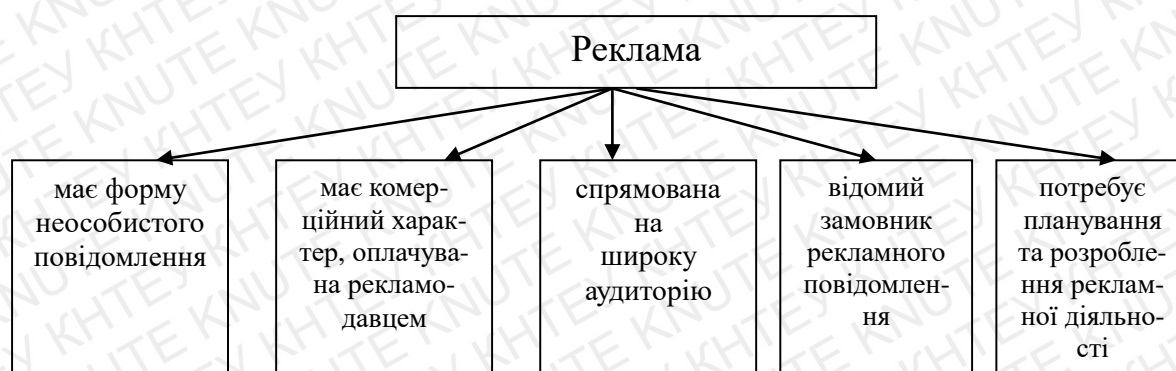 Реклама
має форму
неособистого
повідомлення
має комер-
ційний харак-
тер, оплачува-
на рекламо-
давцем
спрямована
на
широку
аудиторію
відомий
замовник
рекламного
повідомлен-
ня
потребує
планування
та розробле-
ння реклам-
ної діяльно-
сті